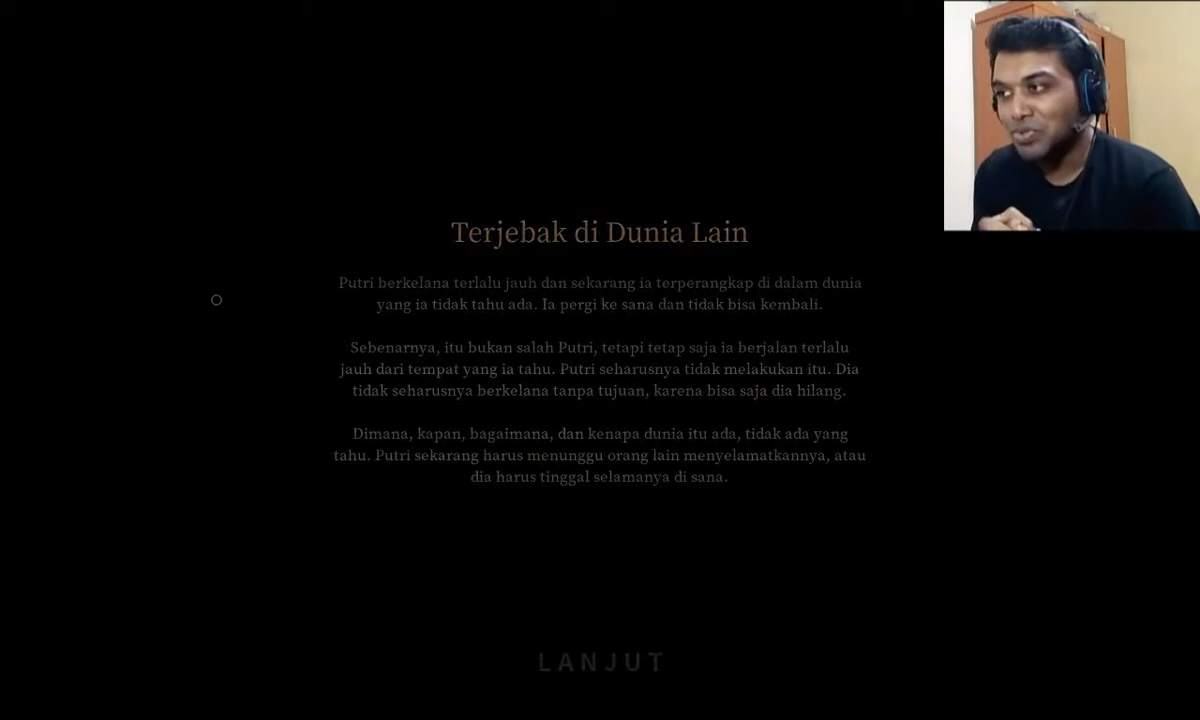 Terjebak di Dunia Lain
Putri berkelana terlalu jauh dan sekarang ia terperangkap di dalam dunia
yang ia tidak tahu ada. Ia pergi ke sana dan tidak bisa kembali.
Sebenarnya, itu bukan salah Putri, tetapi tetap saja ia berjalan terlalu
jauh dari tempat yang ia tahu. Putri seharusnya tidak melakukan itu. Dia
tidak seharusnya berkelana tanpa tujuan, karena bisa saja dia hilang.
Dimana, kapan, bagaimana, dan kenapa dunia itu ada, tidak ada yang
tahu. Putri sekarang harus menunggu orang lain menyelamatkannya, atau
dia harus tinggal selamanya di sana.
LANJUT